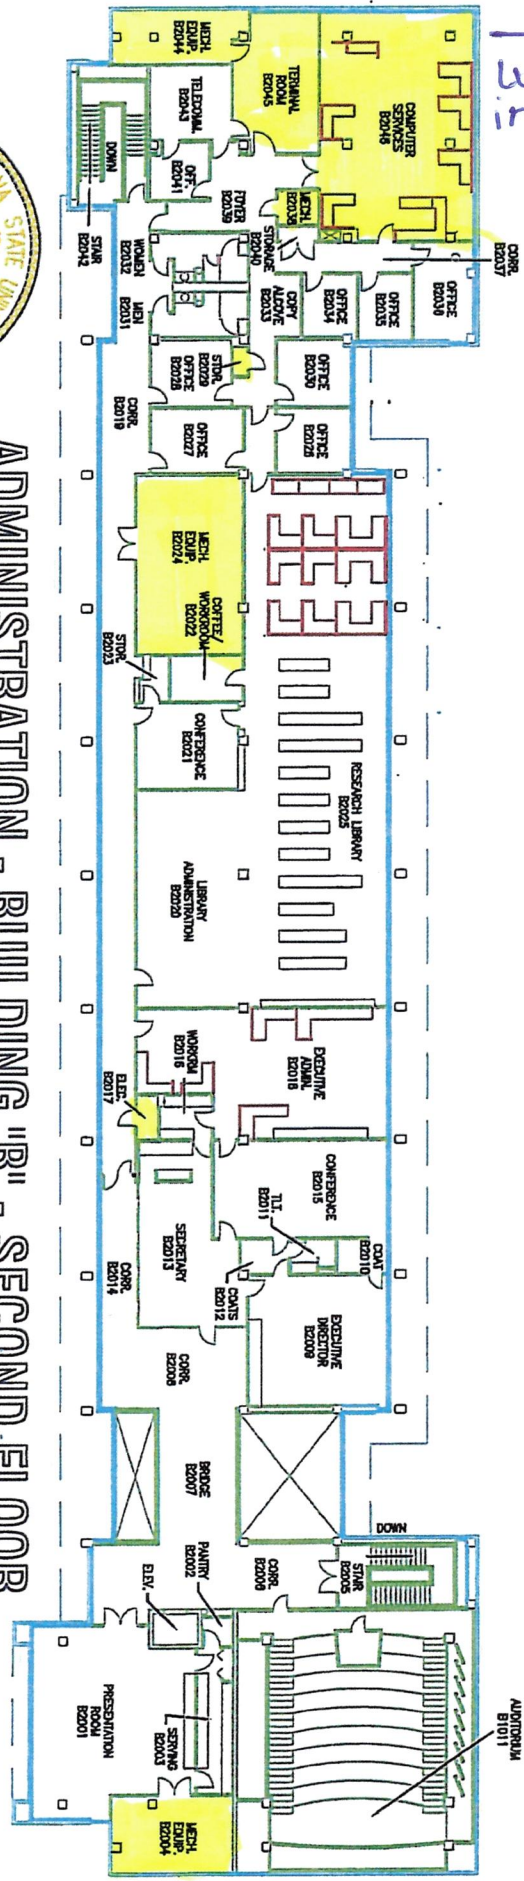 MECH.
EQUIP.
B2044
TERMINAL
ROOM
B2045
COMPUTER
SERVICES
B2046
TELECOMM.
B2043
OFF.
B2041
FOYER
B2039
MECH.
B2038
STORAGE
B2040
CORR.
B2037
DOWN
STAIR
B2042
WOMEN
B2032
MEN
B2031
COPY
ALCOVE
B2033
OFFICE
B2034
OFFICE
B2035
OFFICE
B2036
CORR.
B2019
STOR.
B2029
OFFICE
B2028
OFFICE
B2030
OFFICE
B2027
OFFICE
B2026
MECH.
EQUIP.
B2024
COFFEE/
WORKROOM
B2022
STOR.
B2023
CONFERENCE
B2021
RESEARCH LIBRARY
B2025
LIBRARY
ADMINISTRATION
B2020
WORKRM
B2016
EXECUTIVE
ADMIN.
B2018
ELEC.
B2017
CONFERENCE
B2015
TLT.
B2011
COAT
B2010
SECRETARY
B2013
COATS
B2012
CORR.
B2014
EXECUTIVE
DIRECTOR
B2009
CORR.
B2008
BRIDGE
B2007
DOWN
STAIR
B2005
CORR.
B2006
PANTRY
B2002
ELEV.
AUDITORIUM
B1011
PRESENTATION
ROOM
B2001
SERVING
B2003
MECH.
EQUIP.
B2004
ADMINISTRATION - BUILDING "B" - SECOND FLOOR
STATE